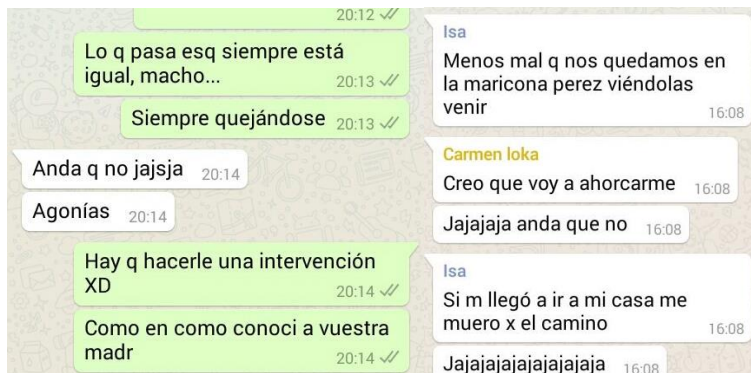 20:12
Lo q pasa esq siempre está
igual, macho...
20:13
Siempre quejándose 20:13
Anda q no jajsja 20:14
Agonías 20:14
Hay q hacerle una intervención
XD
20:14
Como en como conoci a vuestra
madr
20:14
Isa
Menos mal q nos quedamos en
la maricona perez viéndolas
venir
16:08
Carmen loka
Creo que voy a ahorcarme 16:08
Jajajaja anda que no 16:08
Isa
Si m llegó a ir a mi casa me
muero x el camino
16:08
Jajajajajajajajaja 16:08